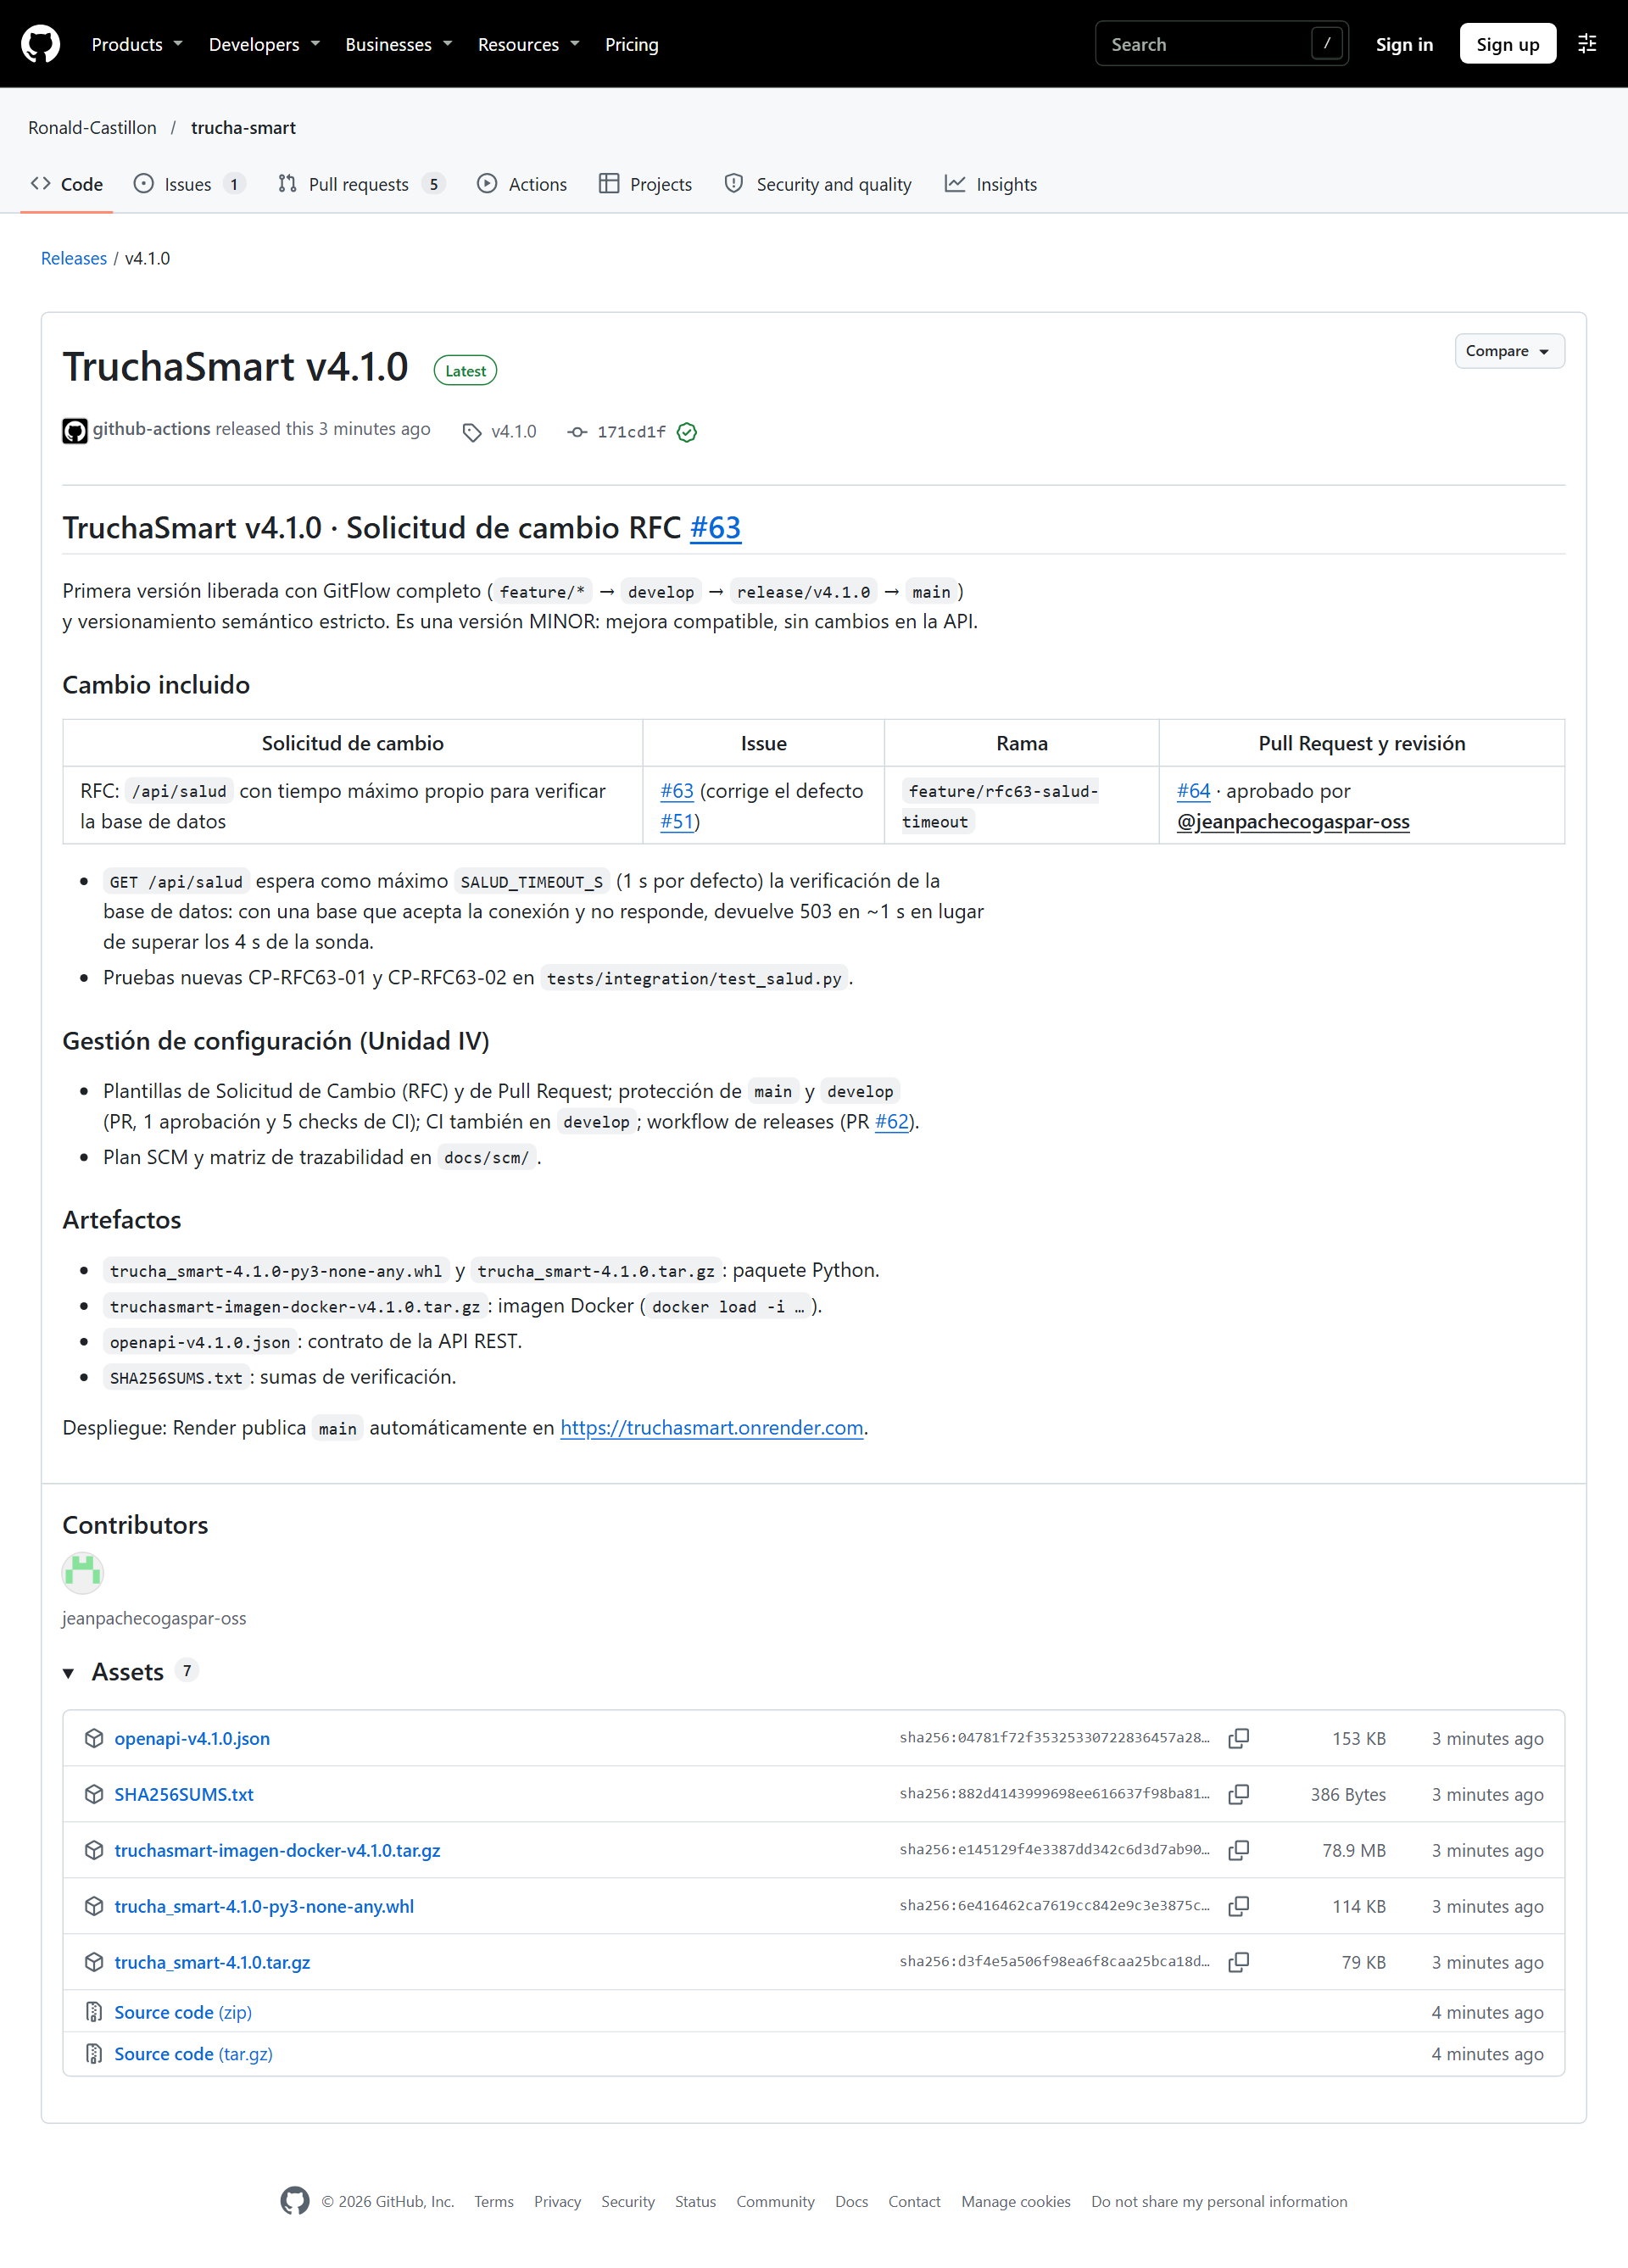 Products Developers Businesses Resources Pricing Search / Sign in Sign up
Ronald-Castillon / trucha-smart
Code Issues 1 Pull requests 5 Actions Projects Security and quality Insights
Releases / v4.1.0
TruchaSmart v4.1.0 Latest Compare
github-actions released this 3 minutes ago v4.1.0 171cd1f
TruchaSmart v4.1.0 · Solicitud de cambio RFC #63
Primera versión liberada con GitFlow completo (feature/* → develop → release/v4.1.0 → main)
y versionamiento semántico estricto. Es una versión MINOR: mejora compatible, sin cambios en la API.
Cambio incluido
Solicitud de cambio Issue Rama Pull Request y revisión
RFC: /api/salud con tiempo máximo propio para verificar #63 (corrige el defecto feature/rfc63-salud- #64 · aprobado por
la base de datos #51) timeout @jeanpachecogaspar-oss
• GET /api/salud espera como máximo SALUD_TIMEOUT_S (1 s por defecto) la verificación de la
base de datos: con una base que acepta la conexión y no responde, devuelve 503 en ~1 s en lugar
de superar los 4 s de la sonda.
• Pruebas nuevas CP-RFC63-01 y CP-RFC63-02 en tests/integration/test_salud.py.
Gestión de configuración (Unidad IV)
• Plantillas de Solicitud de Cambio (RFC) y de Pull Request; protección de main y develop
(PR, 1 aprobación y 5 checks de CI); CI también en develop; workflow de releases (PR #62).
• Plan SCM y matriz de trazabilidad en docs/scm/.
Artefactos
• trucha_smart-4.1.0-py3-none-any.whl y trucha_smart-4.1.0.tar.gz: paquete Python.
• truchasmart-imagen-docker-v4.1.0.tar.gz: imagen Docker (docker load -i …).
• openapi-v4.1.0.json: contrato de la API REST.
• SHA256SUMS.txt: sumas de verificación.
Despliegue: Render publica main automáticamente en https://truchasmart.onrender.com.
Contributors
jeanpachecogaspar-oss
Assets 7
openapi-v4.1.0.json sha256:04781f72f35325330722836457a28… 153 KB 3 minutes ago
SHA256SUMS.txt sha256:882d4143999698ee616637f98ba81… 386 Bytes 3 minutes ago
truchasmart-imagen-docker-v4.1.0.tar.gz sha256:e145129f4e3387dd342c6d3d7ab90… 78.9 MB 3 minutes ago
trucha_smart-4.1.0-py3-none-any.whl sha256:6e416462ca7619cc842e9c3e3875c… 114 KB 3 minutes ago
trucha_smart-4.1.0.tar.gz sha256:d3f4e5a506f98ea6f8caa25bca18d… 79 KB 3 minutes ago
Source code (zip) 4 minutes ago
Source code (tar.gz) 4 minutes ago
© 2026 GitHub, Inc. Terms Privacy Security Status Community Docs Contact Manage cookies Do not share my personal information